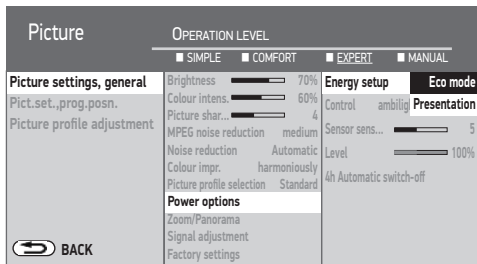 Picture
OPERATION LEVEL
SIMPLE COMFORT EXPERT MANUAL
Picture settings, general
Pict.set.,prog.posn.
Picture profile adjustment
BACK
Brightness 70%
Colour intens. 60%
Picture shar... 4
MPEG noise reduction medium
Noise reduction Automatic
Colour impr. harmoniously
Picture profile selection Standard
Power options
Zoom/Panorama
Signal adjustment
Factory settings
Energy setup Eco mode
Control ambilig Presentation
Sensor sens... 5
Level 100%
4h Automatic switch-off